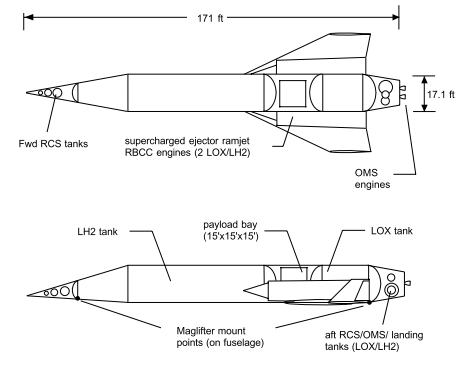 171 ft
17.1 ft
Fwd RCS tanks
supercharged ejector ramjet
RBCC engines (2 LOX/LH2)
OMS
engines
LH2 tank
payload bay
(15'x15'x15')
LOX tank
Maglifter mount
points (on fuselage)
aft RCS/OMS/ landing
tanks (LOX/LH2)